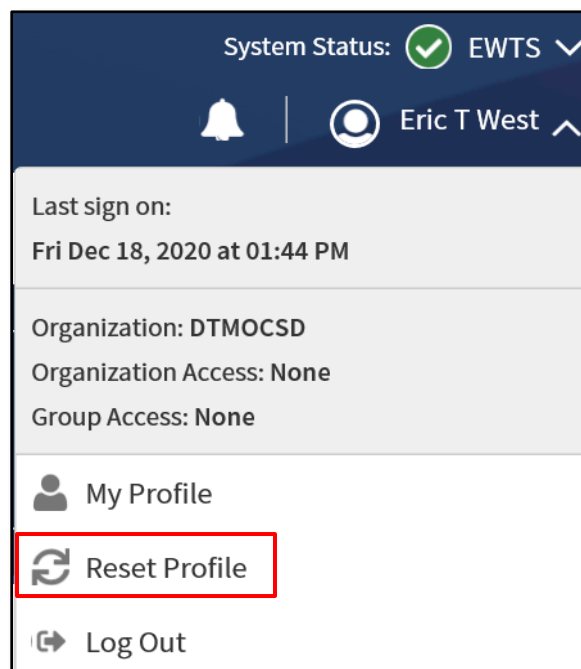 System Status: EWTS
Eric T West
Last sign on:
Fri Dec 18, 2020 at 01:44 PM
Organization: DTMOCSD
Organization Access: None
Group Access: None
My Profile
Reset Profile
Log Out